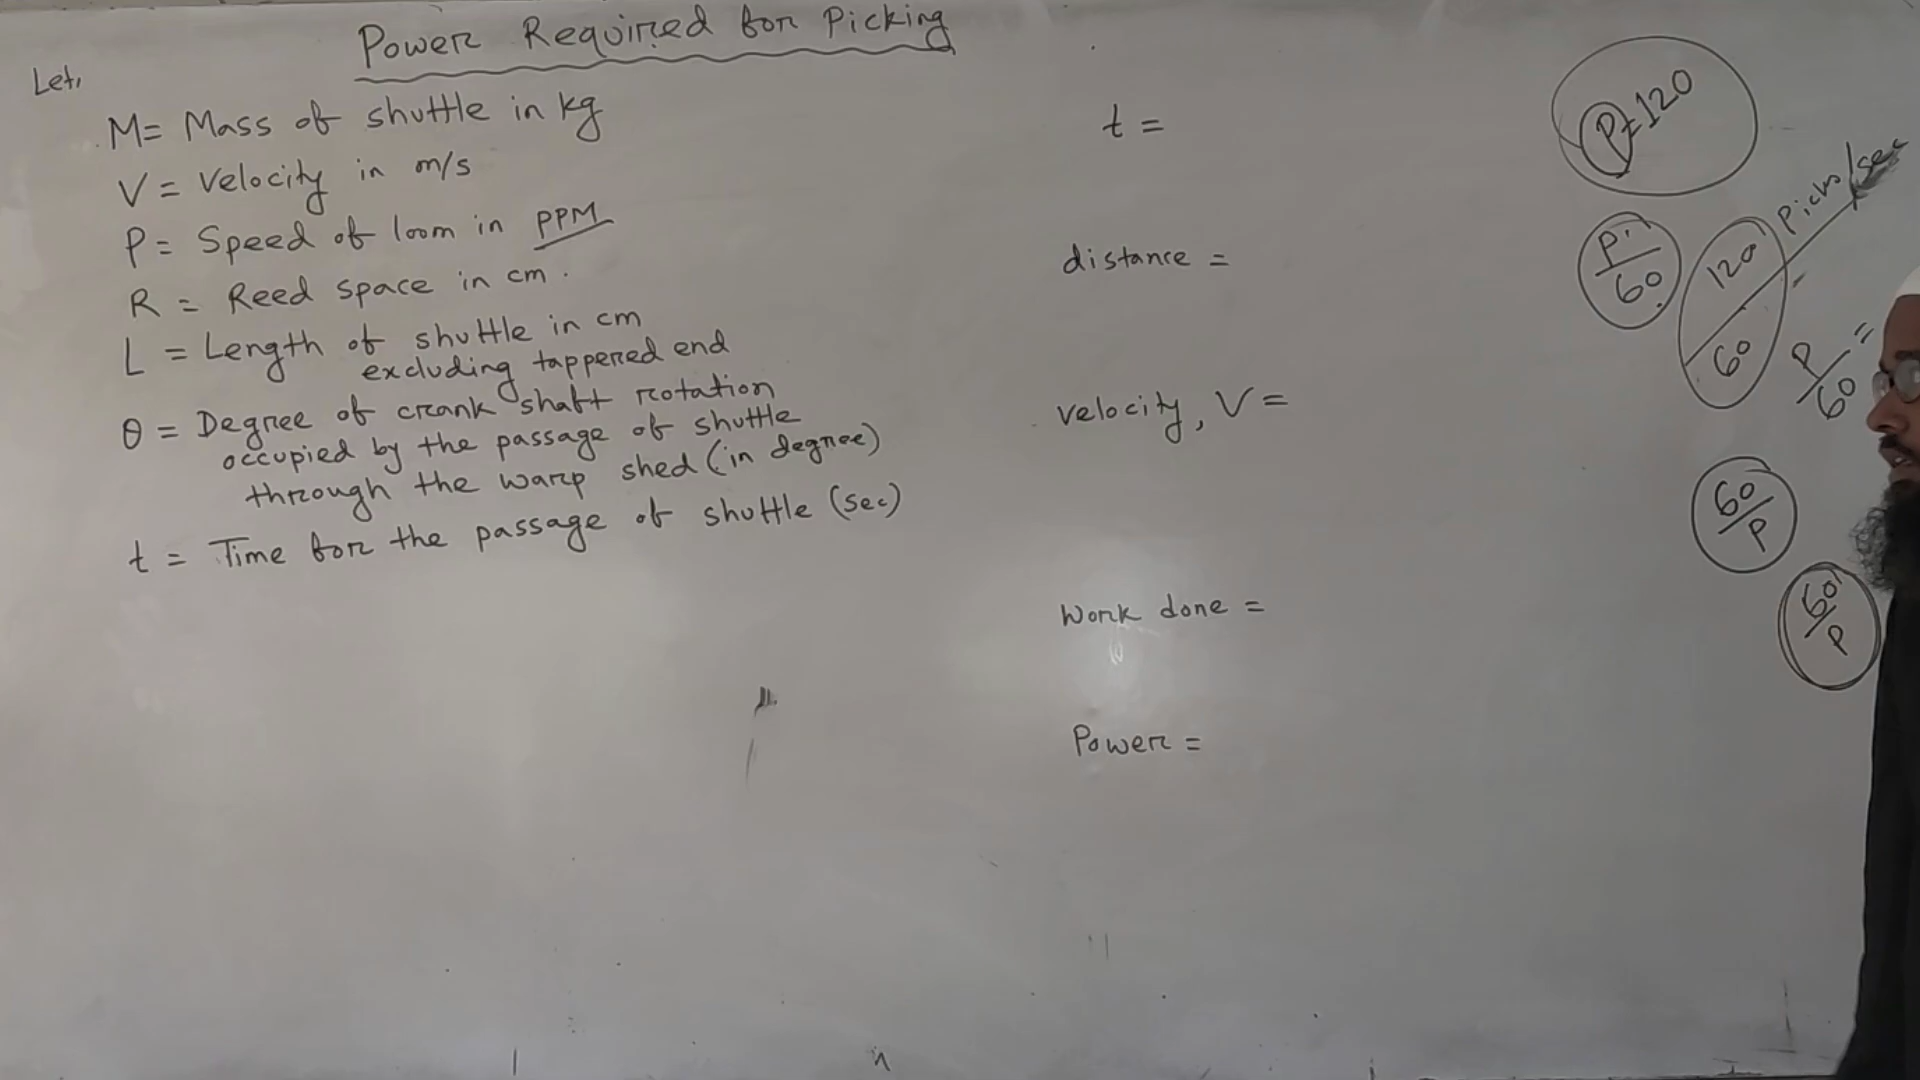 Power Required for Picking
Let,
M = Mass of shuttle in kg
V = Velocity in m/s
P = Speed of loom in PPM
R = Reed space in cm.
L = Length of shuttle in cm
excluding tappered end
θ = Degree of crank shaft rotation
occupied by the passage of shuttle
through the warp shed (in degree)
t = Time for the passage of shuttle (sec)
t =
distance =
velocity, V =
Work done =
Power =
P=120
P
60
120
60
Picks/sec
P
60
=
60
P
60
P